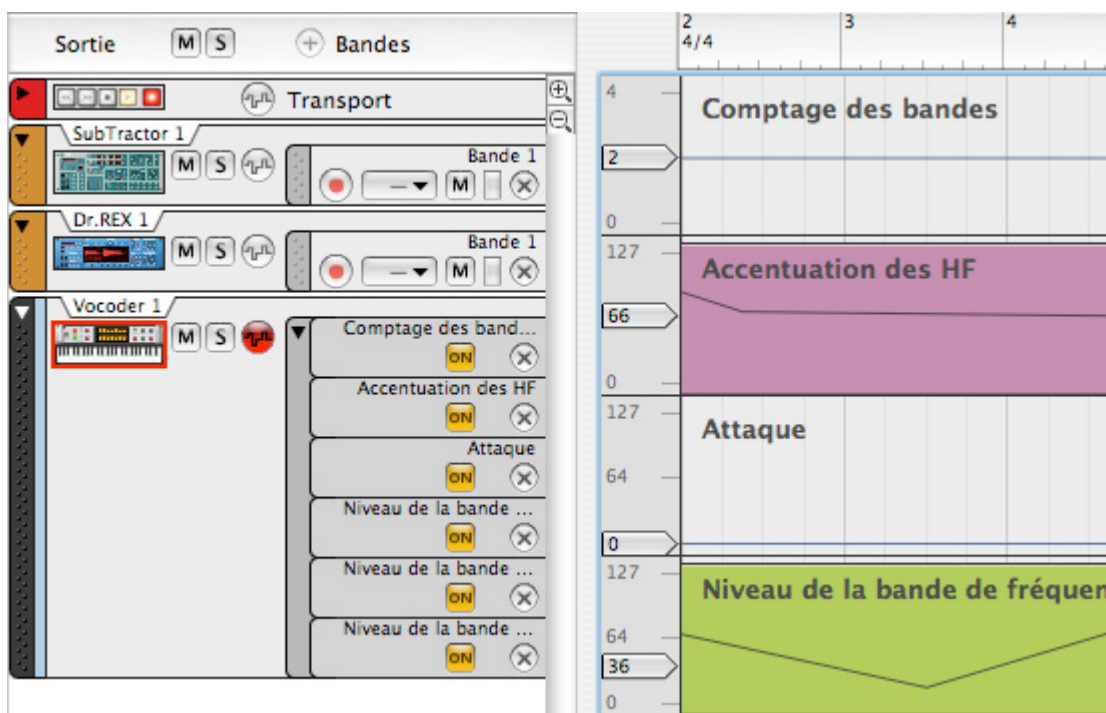 Sortie M S Bandes
Transport
SubTractor 1
M S
Bande 1
— M
Dr.REX 1
M S
Bande 1
— M
Vocoder 1
M S
Comptage des band...
ON
Accentuation des HF
ON
Attaque
ON
Niveau de la bande ...
ON
Niveau de la bande ...
ON
Niveau de la bande ...
ON
2 3 4
4/4
4
Comptage des bandes
2
0
127
Accentuation des HF
66
0
127
Attaque
64
0
127
Niveau de la bande de fréquen
64
36
0